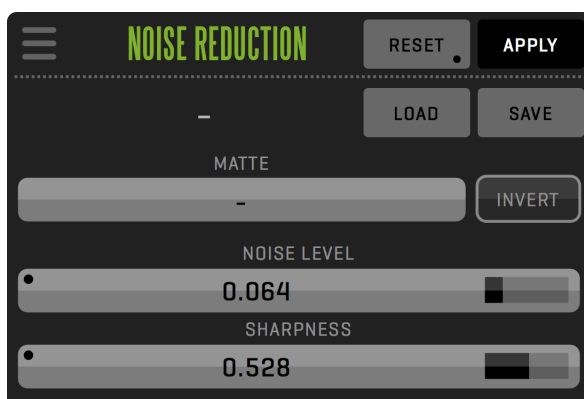 NOISE REDUCTION RESET APPLY
- LOAD SAVE
MATTE
- INVERT
NOISE LEVEL
0.064
SHARPNESS
0.528